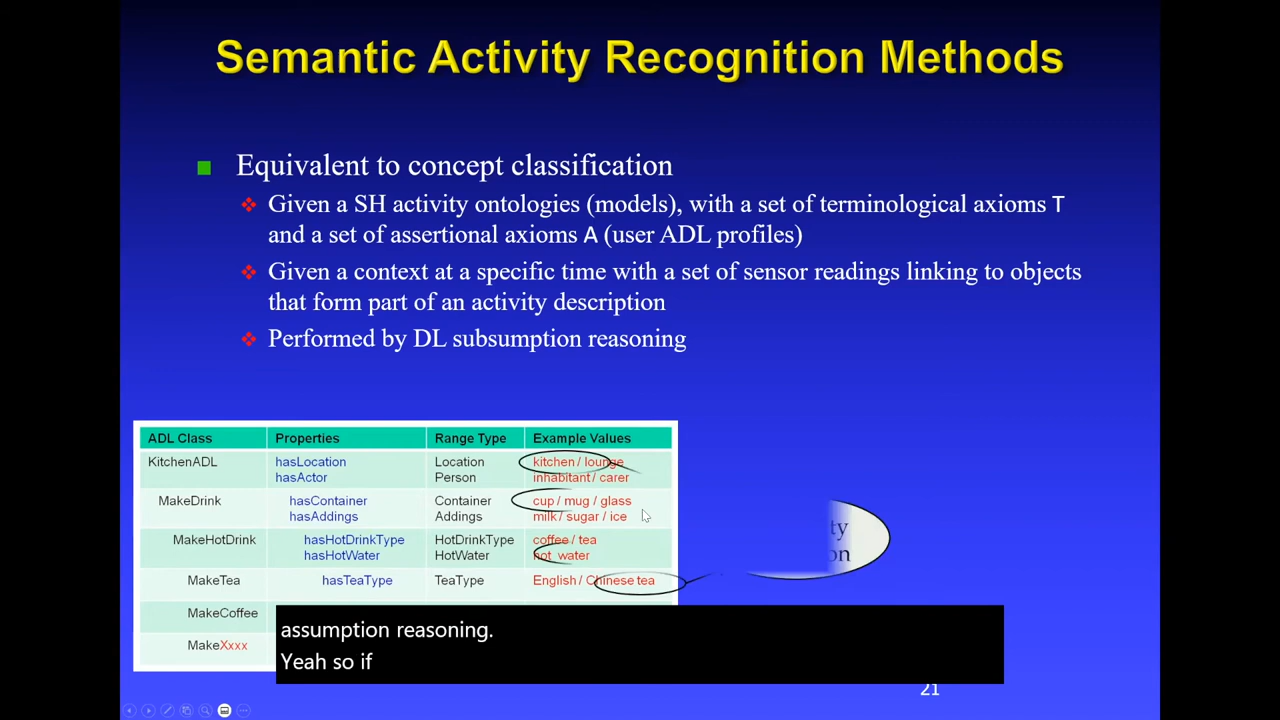 Semantic Activity Recognition Methods
Equivalent to concept classification
Given a SH activity ontologies (models), with a set of terminological axioms T
and a set of assertional axioms A (user ADL profiles)
Given a context at a specific time with a set of sensor readings linking to objects
that form part of an activity description
Performed by DL subsumption reasoning
ADL Class Properties Range Type Example Values
KitchenADL hasLocation Location kitchen / lounge
hasActor Person inhabitant / carer
MakeDrink hasContainer Container cup / mug / glass
hasAddings Addings milk / sugar / ice
MakeHotDrink hasHotDrinkType HotDrinkType coffee / tea
hasHotWater HotWater hot water
MakeTea hasTeaType TeaType English / Chinese tea
MakeCoffee
MakeXxxx
ty
on
assumption reasoning.
Yeah so if
21